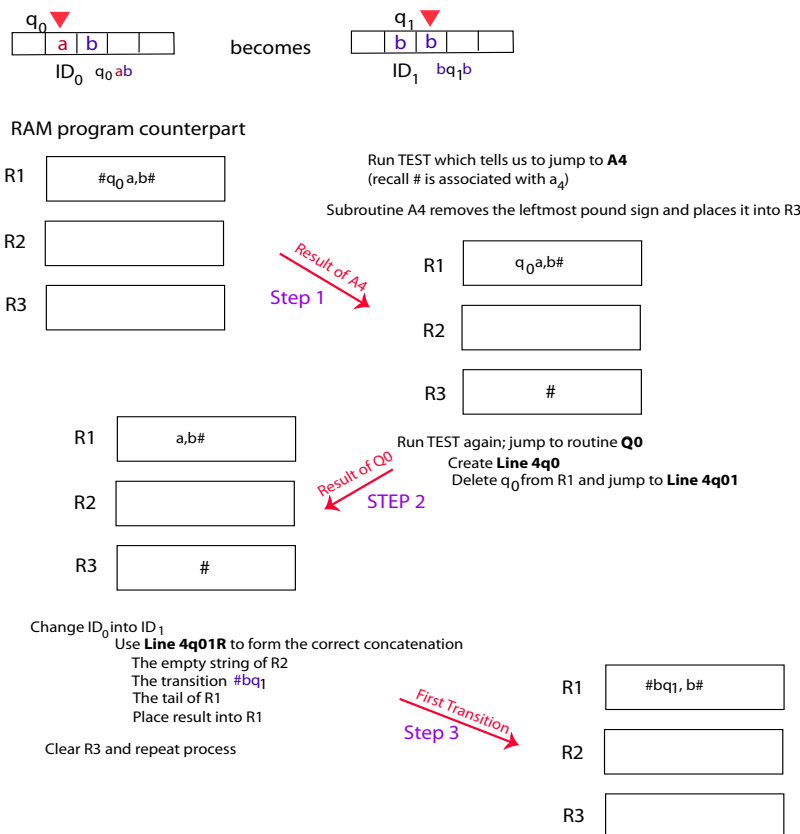 q0
a b
ID0 q0ab
becomes
q1
b b
ID1 bq1b
RAM program counterpart
R1 #q0 a,b#
R2
R3
Run TEST which tells us to jump to A4
(recall # is associated with a4)
Subroutine A4 removes the leftmost pound sign and places it into R3
Result of A4
Step 1
R1 q0a,b#
R2
R3 #
R1 a,b#
R2
R3 #
Run TEST again; jump to routine Q0
Create Line 4q0
Delete q0 from R1 and jump to Line 4q01
Result of Q0
STEP 2
Change ID0 into ID1
Use Line 4q01R to form the correct concatenation
The empty string of R2
The transition #bq1
The tail of R1
Place result into R1
Clear R3 and repeat process
First Transition
Step 3
R1 #bq1, b#
R2
R3